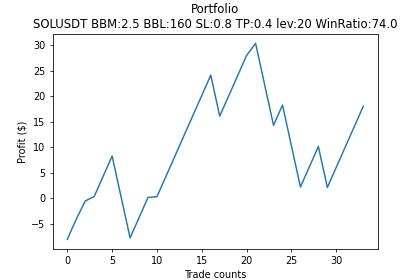 Portfolio
SOLUSDT BBM:2.5 BBL:160 SL:0.8 TP:0.4 lev:20 WinRatio:74.0
30
25
20
15
10
5
0
−5
Profit ($)
0 5 10 15 20 25 30
Trade counts